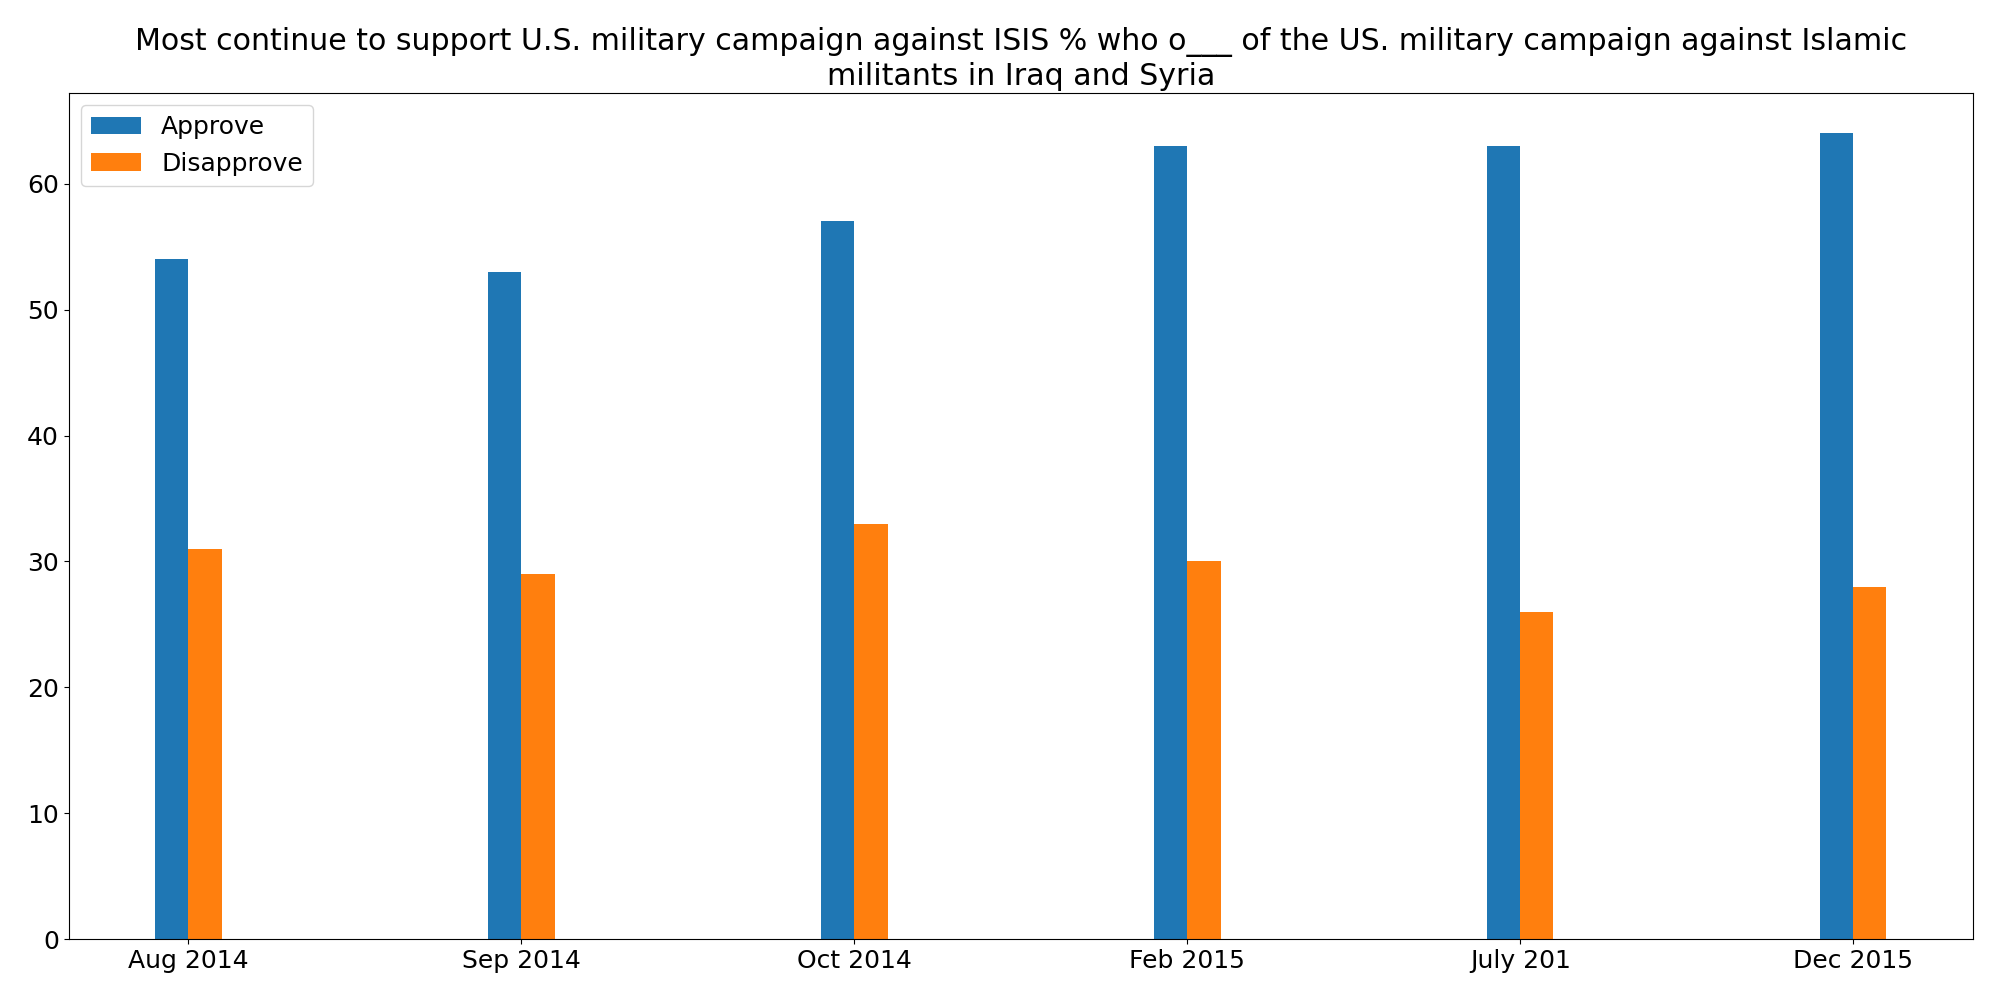 Most continue to support U.S. military campaign against ISIS % who o___ of the US. military campaign against Islamic
militants in Iraq and Syria
Approve
Disapprove
60
50
40
30
20
10
0
Aug 2014
Sep 2014
Oct 2014
Feb 2015
July 201
Dec 2015